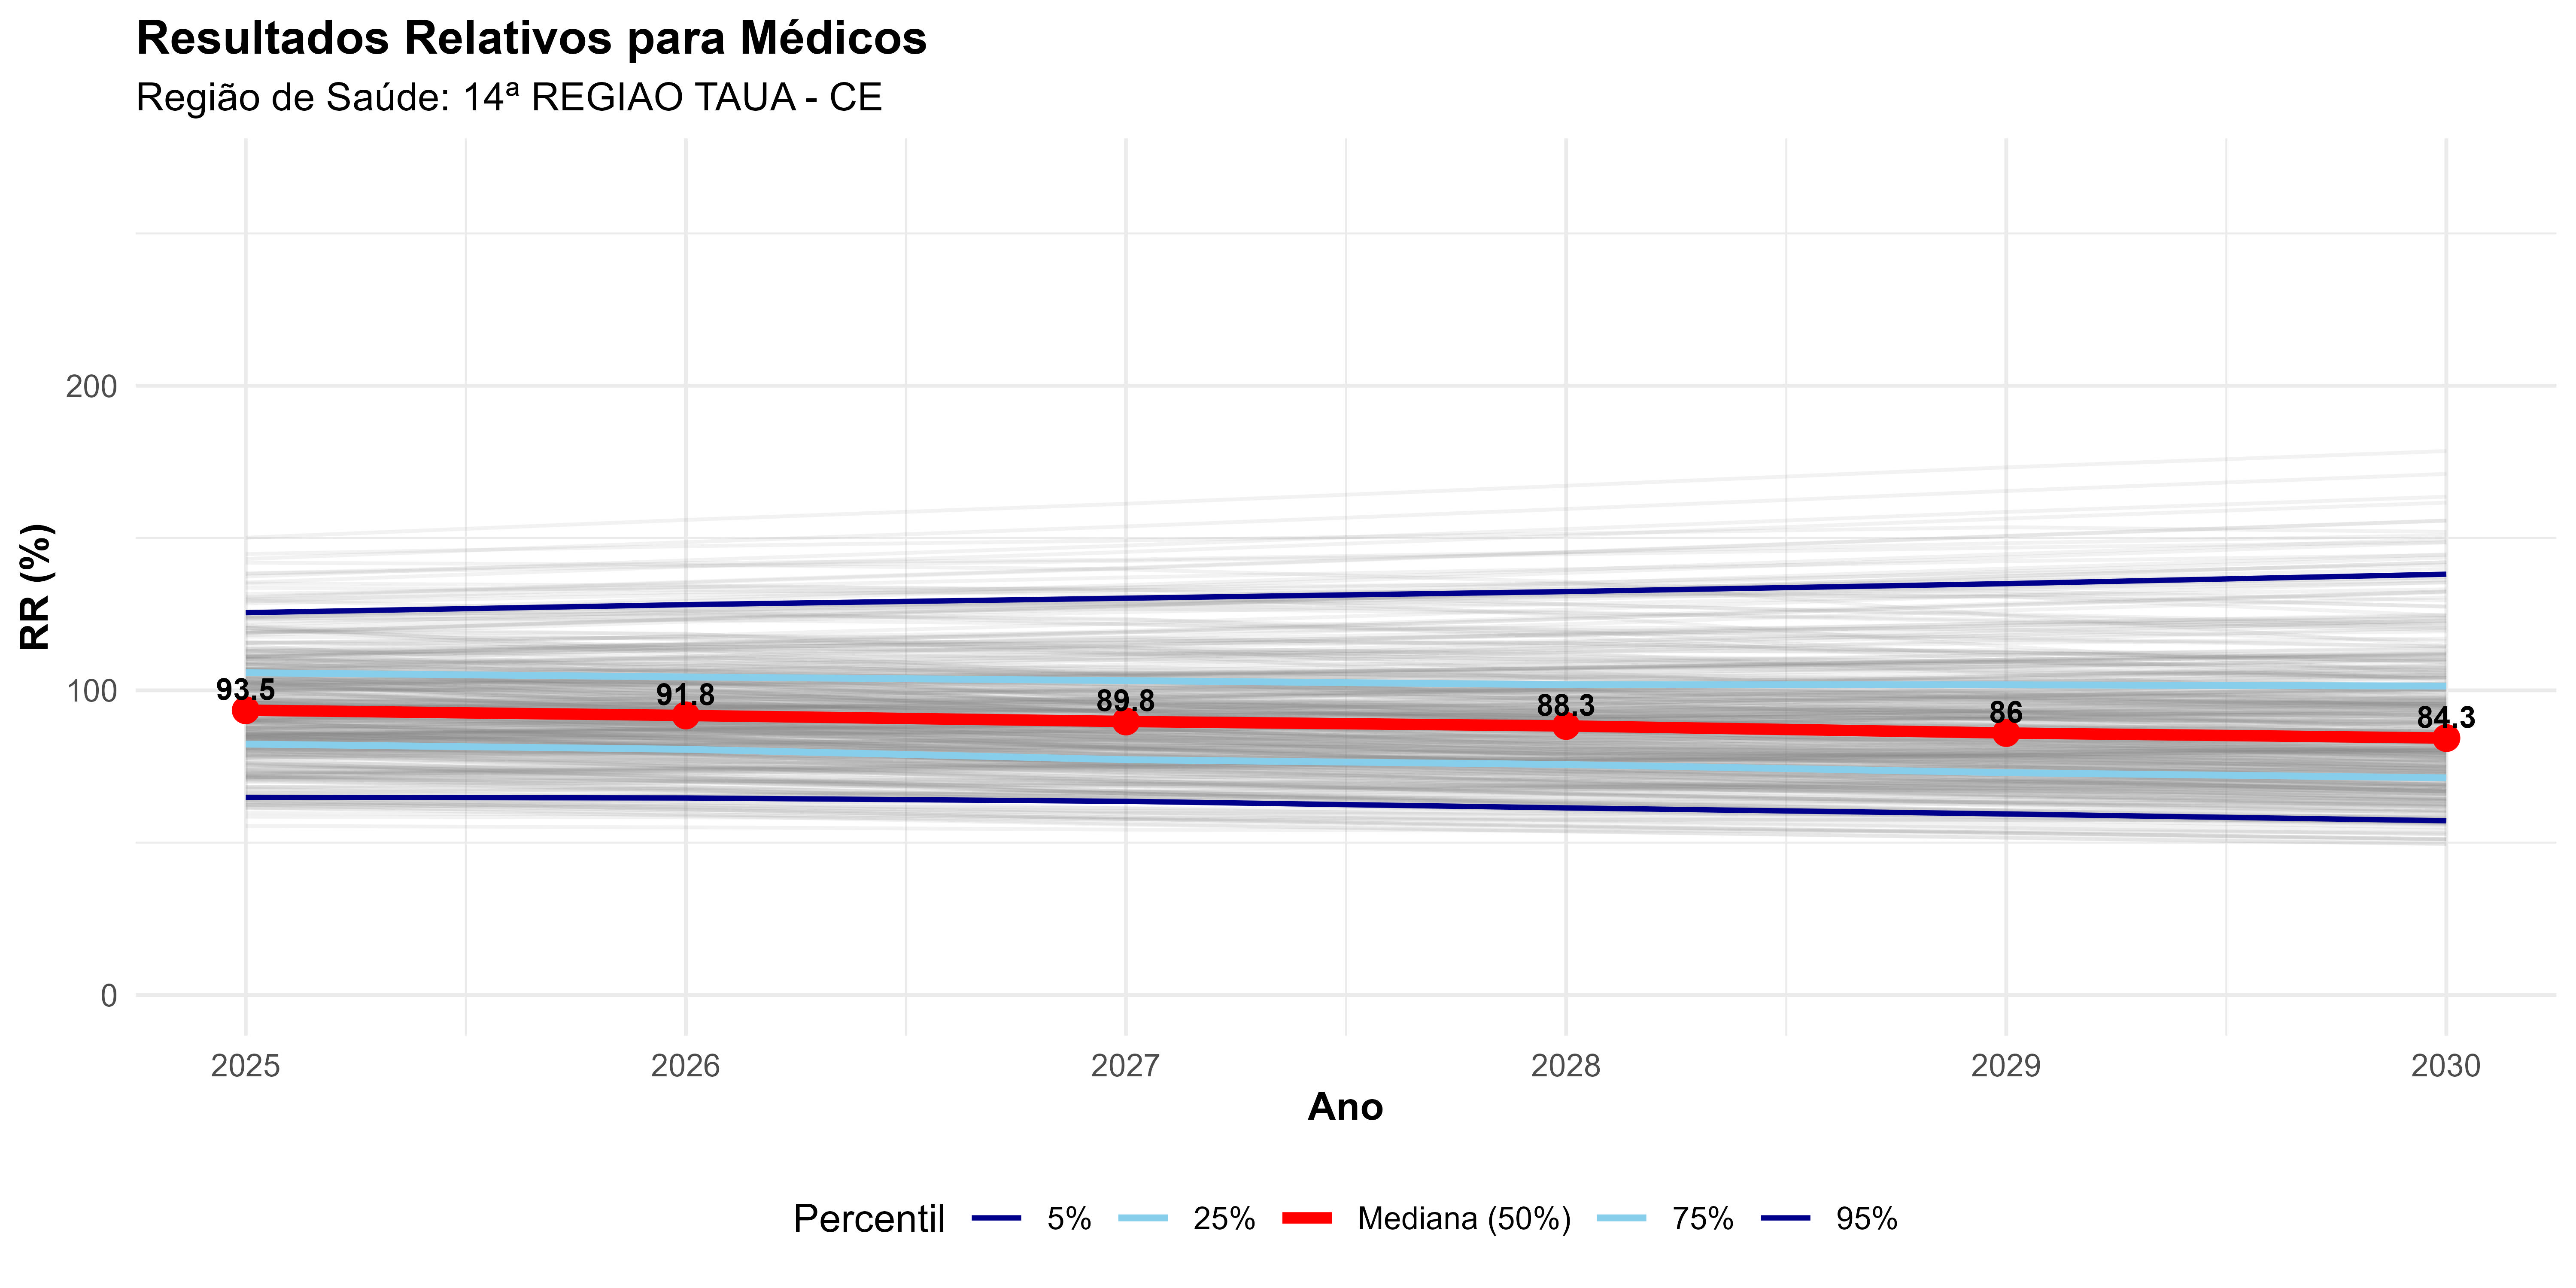 Resultados Relativos para Médicos
Região de Saúde: 14ª REGIAO TAUA - CE
RR (%)
200
100
0
93.5
91.8
89.8
88.3
86
84.3
2025 2026 2027 2028 2029 2030
Ano
Percentil 5% 25% Mediana (50%) 75% 95%